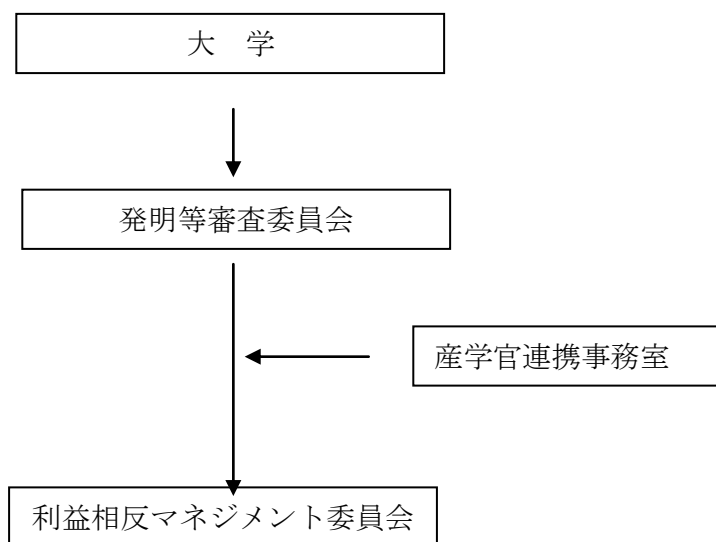 大　学
発明等審査委員会
産学官連携事務室
利益相反マネジメント委員会